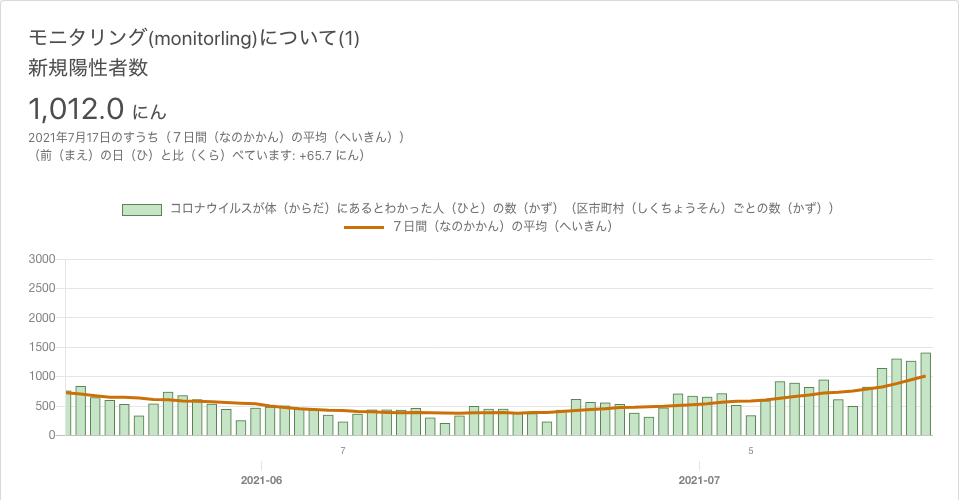 モニタリング(monitorling)について(1)
新規陽性者数
1,012.0 にん
2021年7月17日のすうち（７日間（なのかかん）の平均（へいきん））
（前（まえ）の日（ひ）と比（くら）べています: +65.7 にん）
コロナウイルスが体（からだ）にあるとわかった人（ひと）の数（かず）（区市町村（しくちょうそん）ごとの数（かず））
７日間（なのかかん）の平均（へいきん）
3000
2500
2000
1500
1000
500
0
7 5
2021-06 2021-07